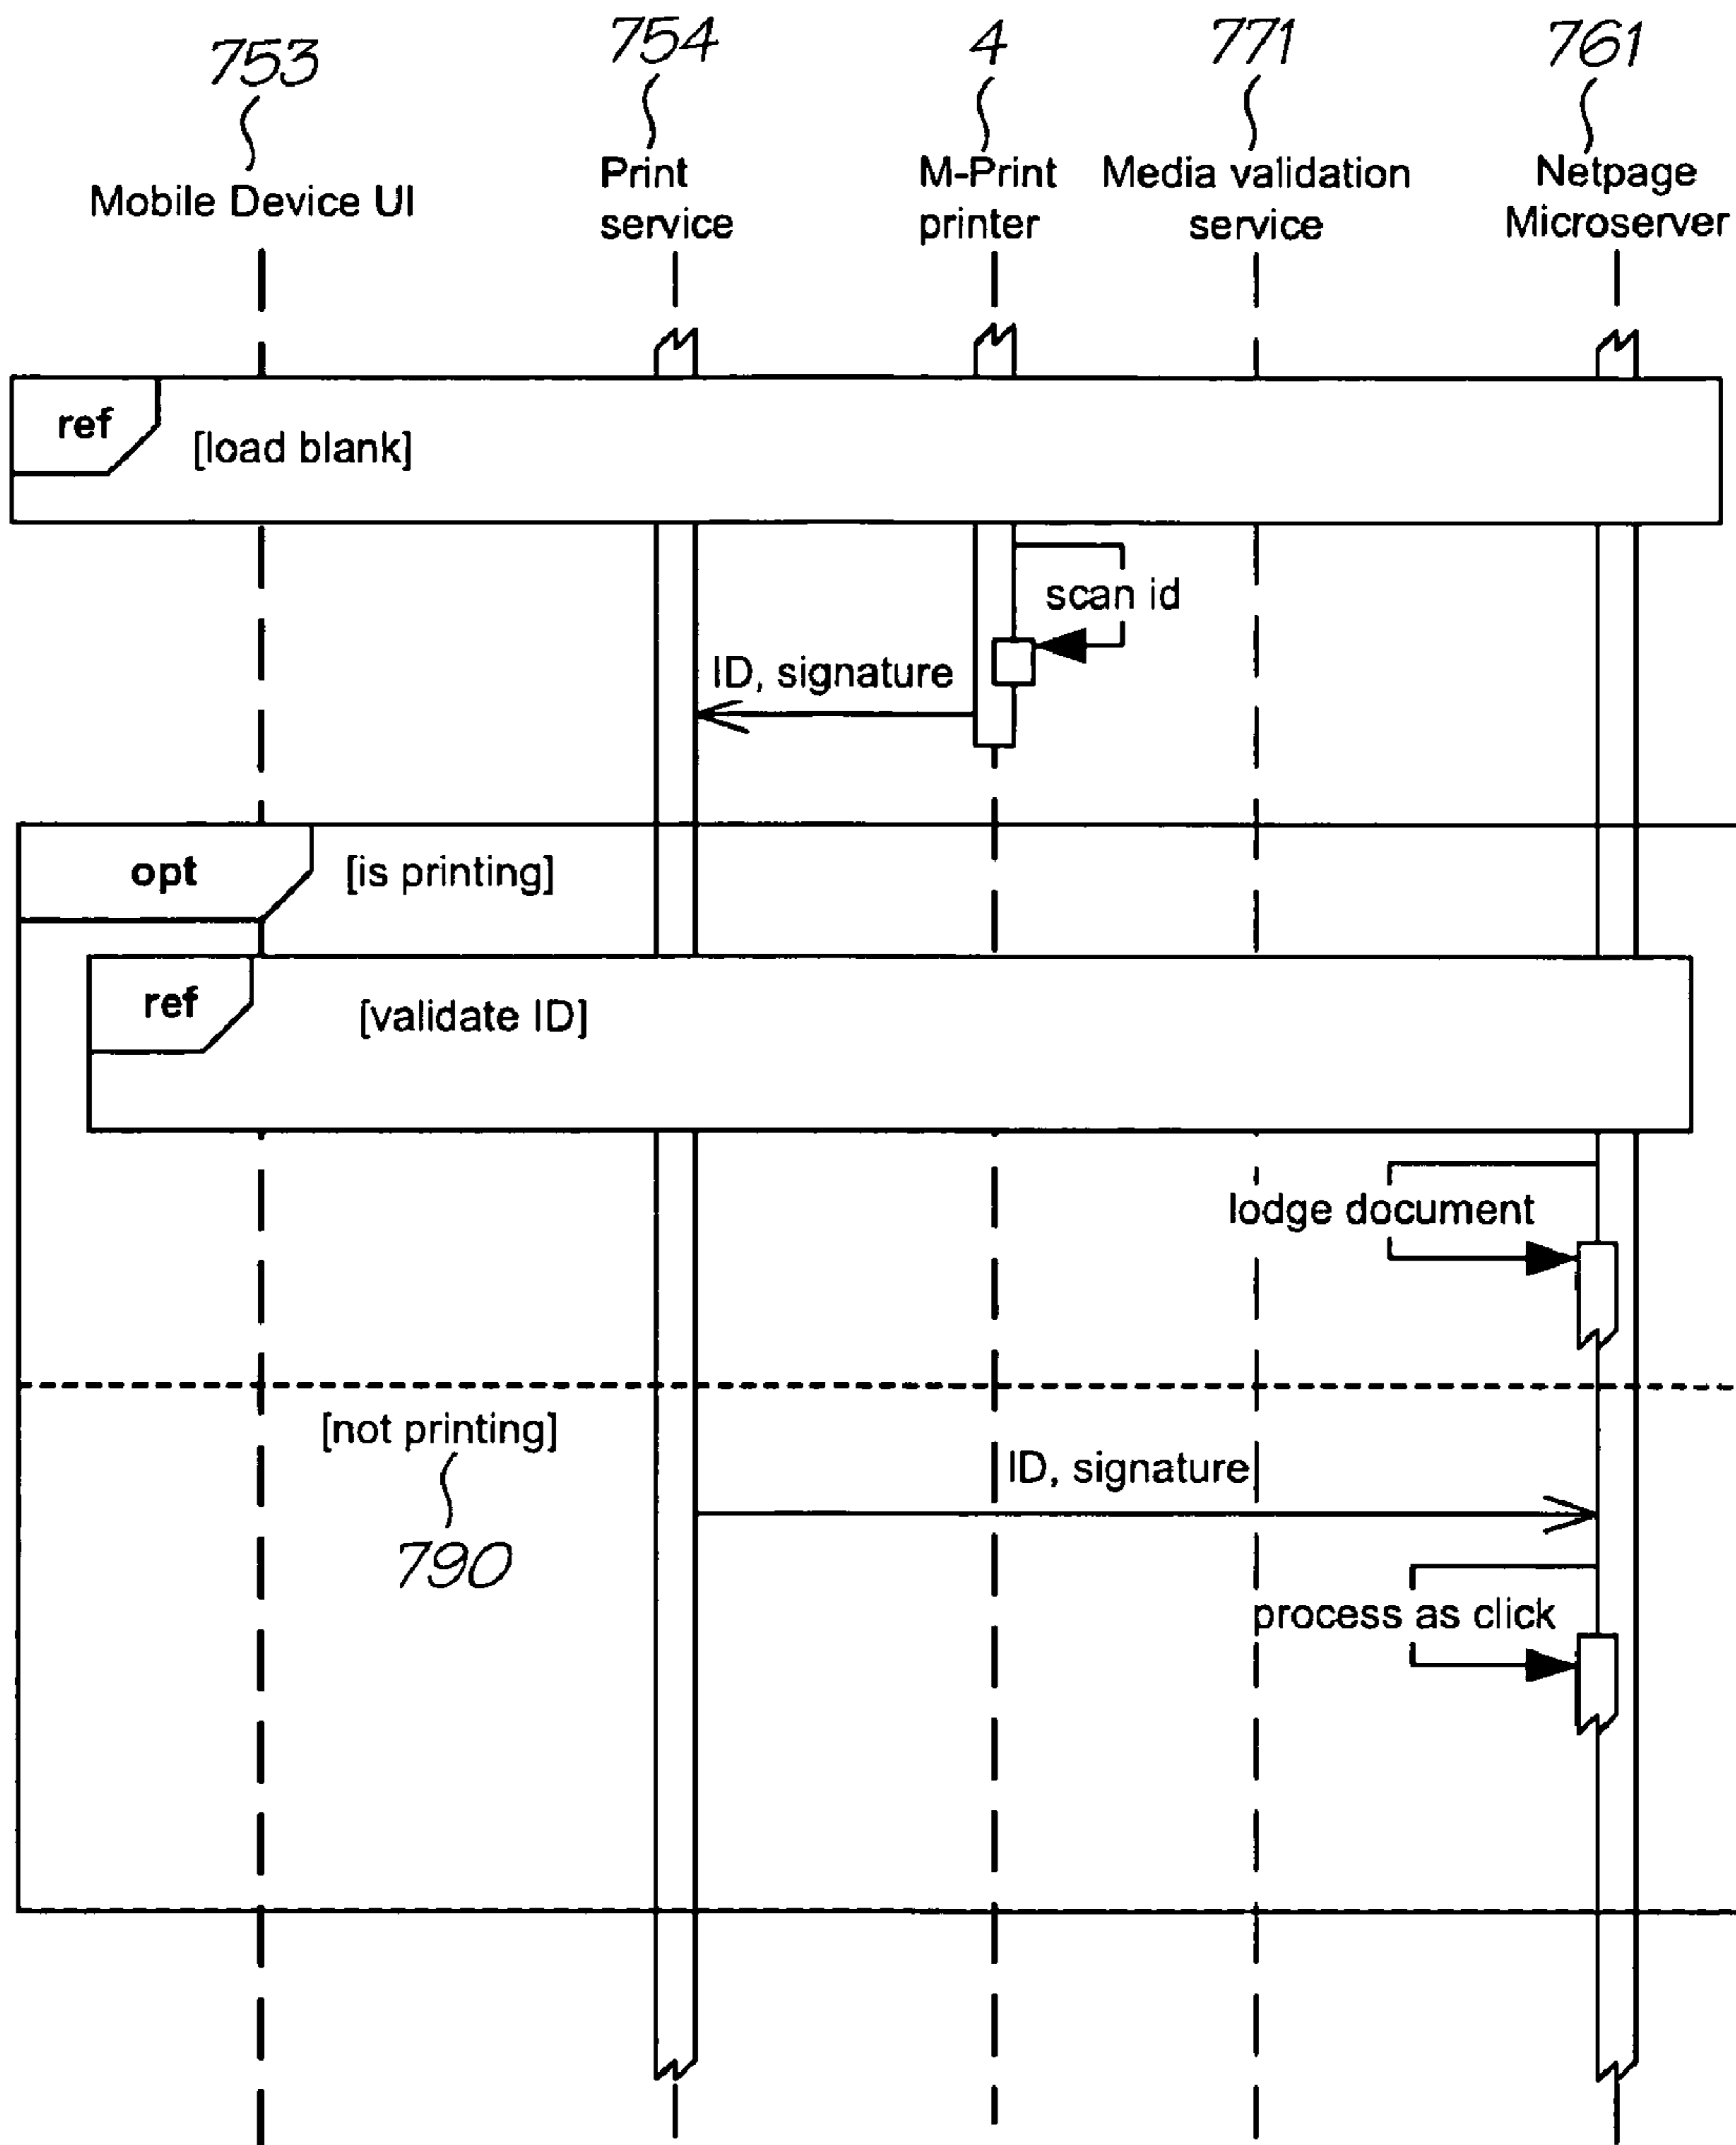 753
754
4
771
761
Mobile Device UI
Print
service
M-Print
printer
Media validation
service
Netpage
Microserver
ref
[load blank]
scan id
ID, signature
opt
[is printing]
ref
[validate ID]
lodge document
[not printing]
790
ID, signature
process as click